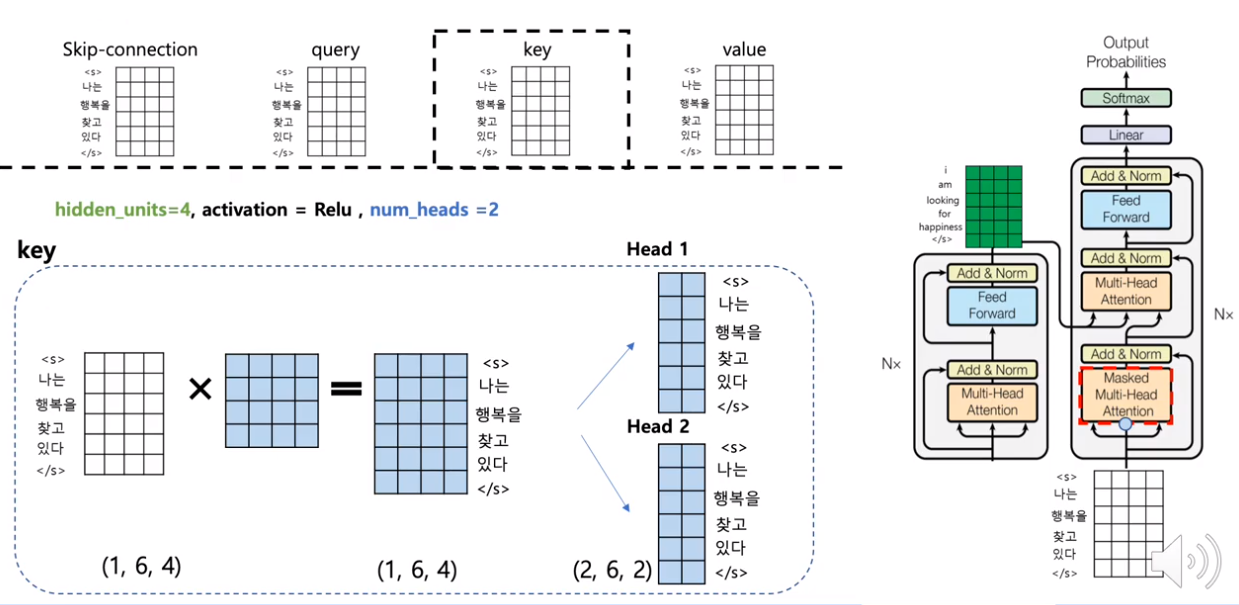 Skip-connection
<s>
나는
행복을
찾고
있다
</s>
query
<s>
나는
행복을
찾고
있다
</s>
key
<s>
나는
행복을
찾고
있다
</s>
value
<s>
나는
행복을
찾고
있다
</s>
hidden_units=4, activation = Relu , num_heads =2
key
<s>
나는
행복을
찾고
있다
</s>
(1, 6, 4)
×
=
<s>
나는
행복을
찾고
있다
</s>
(1, 6, 4)
Head 1
<s>
나는
행복을
찾고
있다
</s>
Head 2
<s>
나는
행복을
찾고
있다
</s>
(2, 6, 2)
Output
Probabilities
Softmax
Linear
Add & Norm
Feed
Forward
Add & Norm
Multi-Head
Attention
N×
Add & Norm
Masked
Multi-Head
Attention
i
am
looking
for
happiness
</s>
Add & Norm
Feed
Forward
N×
Add & Norm
Multi-Head
Attention
<s>
나는
행복을
찾고
있다
</s>